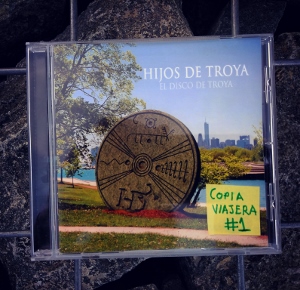 HIJOS DE TROYA
EL DISCO DE TROYA
COPIA
VIAJERA
#1